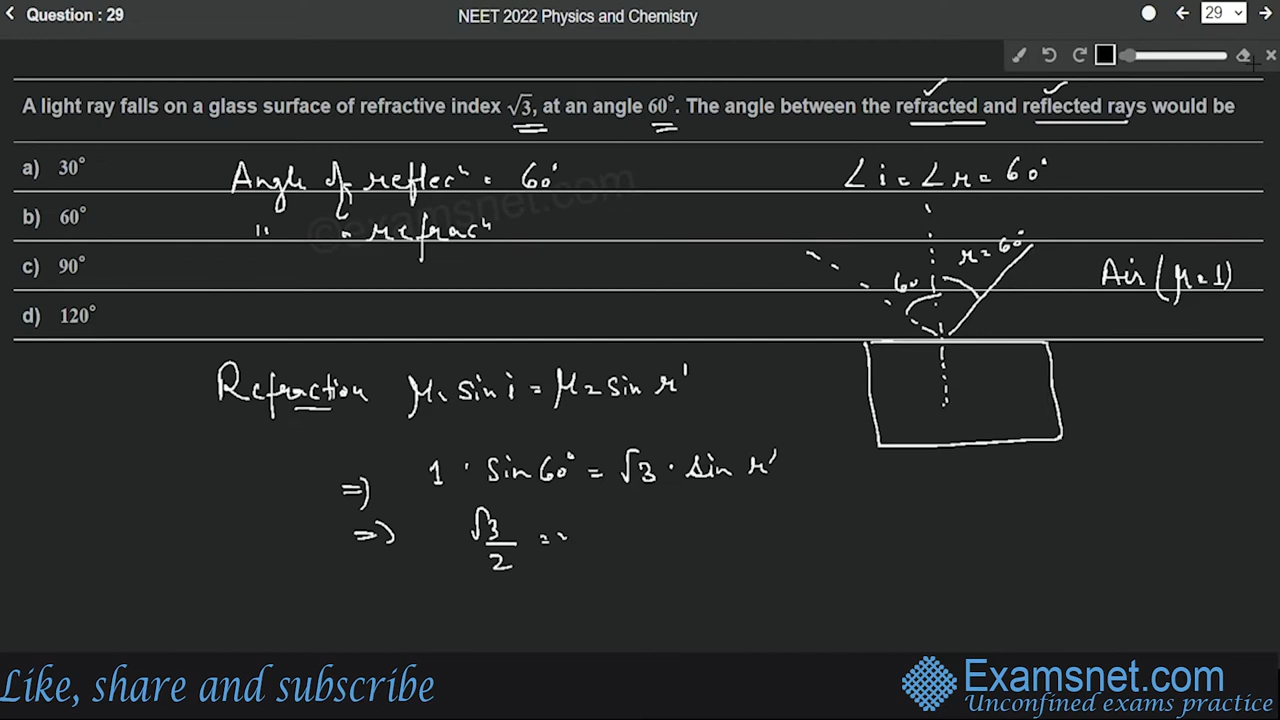 Question : 29
NEET 2022 Physics and Chemistry
29
A light ray falls on a glass surface of refractive index √3, at an angle 60°. The angle between the refracted and reflected rays would be
a) 30°
b) 60°
c) 90°
d) 120°
©examsnet.com
Angle of reflecⁿ = 60°
" " refracⁿ
∠i = ∠r = 60°
60
r = 60°
Air (μ=1)
Refraction μ₁ sin i = μ₂ sin r'
=) 1 · sin 60° = √3 · sin r'
=) √3/2 =
Like, share and subscribe
Examsnet.com
Unconfined exams practice